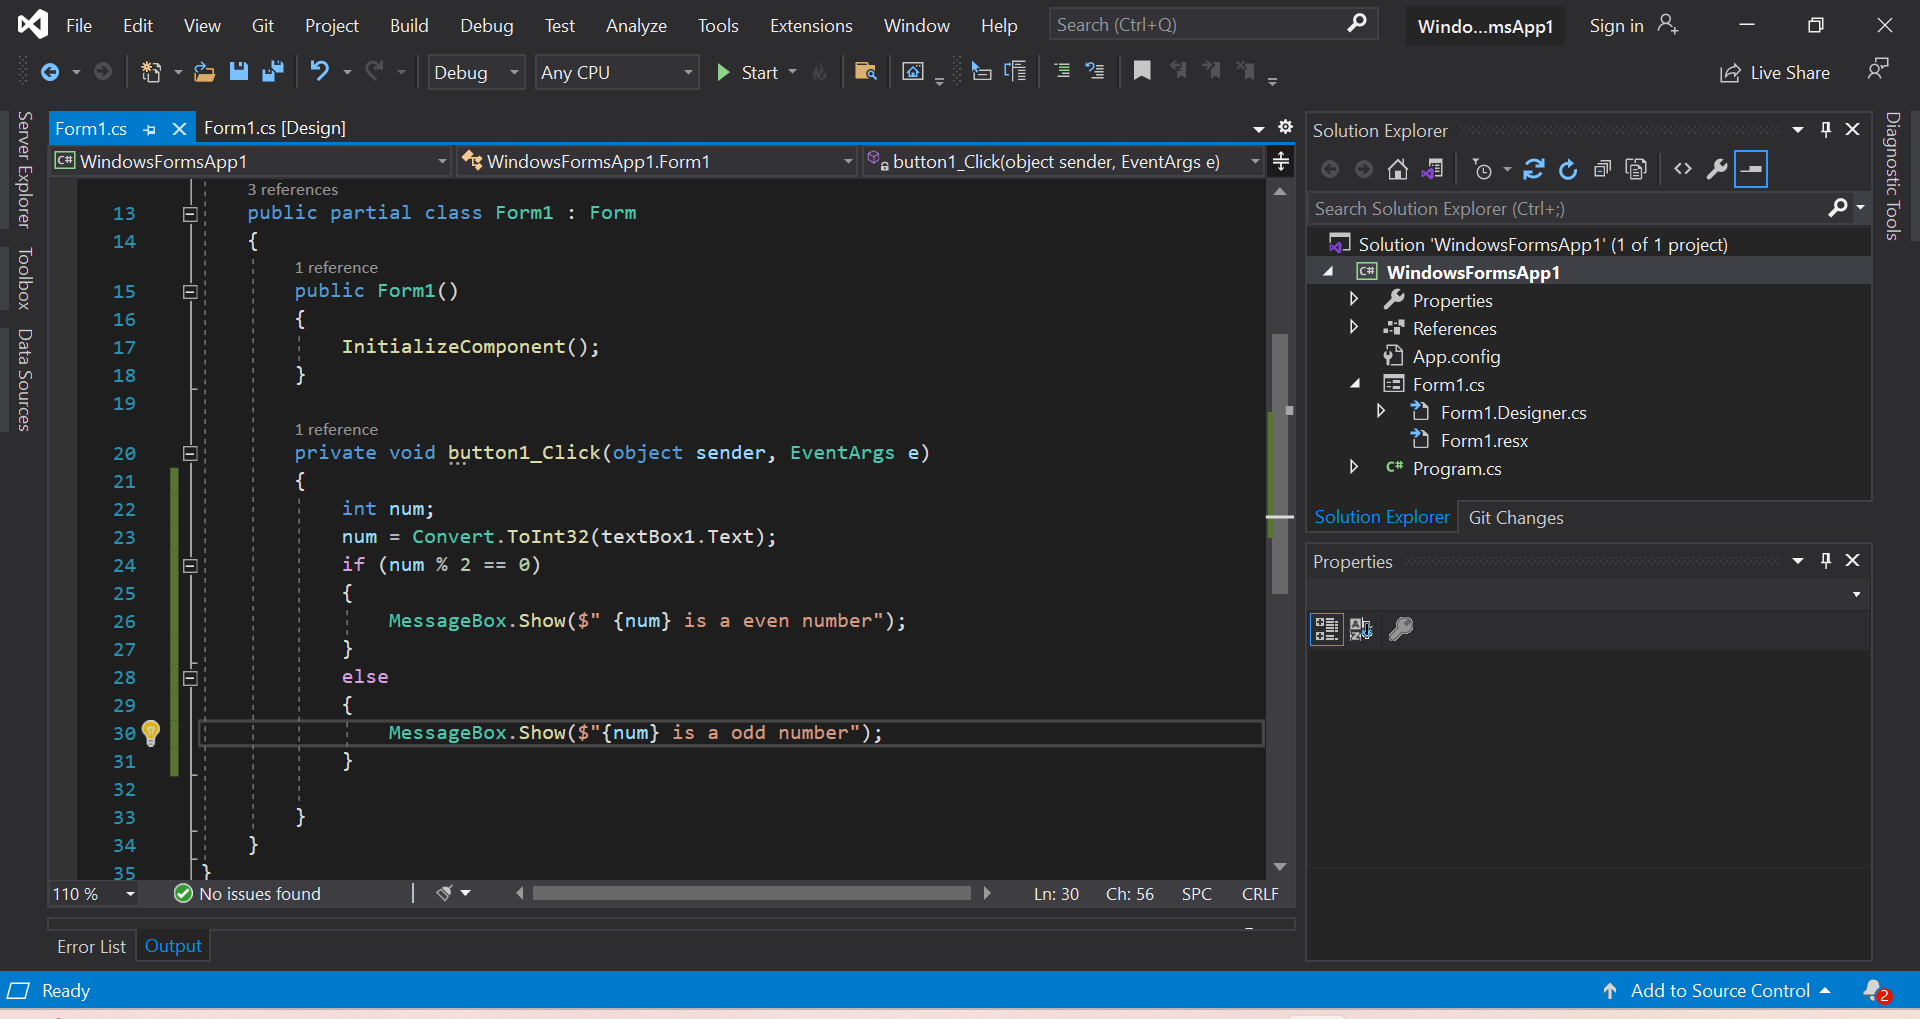 File Edit View Git Project Build Debug Test Analyze Tools Extensions Window Help Search (Ctrl+Q) Windo...msApp1 Sign in
Debug Any CPU Start Live Share
Server Explorer
Toolbox
Data Sources
Form1.cs Form1.cs [Design]
C# WindowsFormsApp1 WindowsFormsApp1.Form1 button1_Click(object sender, EventArgs e)
3 references
13 public partial class Form1 : Form
14 {
1 reference
15 public Form1()
16 {
17 InitializeComponent();
18 }
19
1 reference
20 private void button1_Click(object sender, EventArgs e)
21 {
22 int num;
23 num = Convert.ToInt32(textBox1.Text);
24 if (num % 2 == 0)
25 {
26 MessageBox.Show($" {num} is a even number");
27 }
28 else
29 {
30 MessageBox.Show($"{num} is a odd number");
31 }
32
33 }
34 }
35 }
110 % No issues found Ln: 30 Ch: 56 SPC CRLF
Error List Output
Solution Explorer
Search Solution Explorer (Ctrl+;)
Solution 'WindowsFormsApp1' (1 of 1 project)
C# WindowsFormsApp1
Properties
References
App.config
Form1.cs
Form1.Designer.cs
Form1.resx
C# Program.cs
Solution Explorer Git Changes
Properties
Diagnostic Tools
Ready Add to Source Control 2